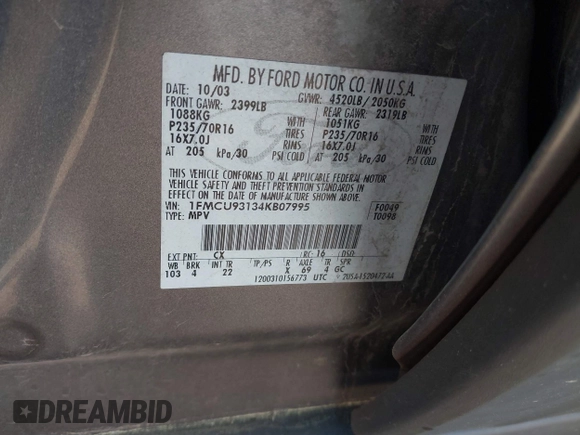 MFD. BY FORD MOTOR CO. IN U.S.A.
DATE: 10/03 GVWR: 4520LB/ 2050KG
FRONT GAWR: 2399LB REAR GAWR: 2319LB
1088KG WITH 1051KG WITH
P235/70R16 TIRES P235/70R16 TIRES
16X7.0J RIMS 16X7.0J RIMS
AT 205 kPa/30 PSI COLD AT 205 kPa/30 PSI COLD
THIS VEHICLE CONFORMS TO ALL APPLICABLE FEDERAL MOTOR
VEHICLE SAFETY AND THEFT PREVENTION STANDARDS IN
EFFECT ON THE DATE OF MANUFACTURE SHOWN ABOVE.
VIN: 1FMCU93134KB07995 F0049
TYPE: MPV T0098
EXT PNT: CX RC: 16 DSO:
WB BRK INT TR TP/PS R AXLE TR SPR
103 4 22 X 69 4 GC
1200310156773 UTC
Ford
DREAMBID